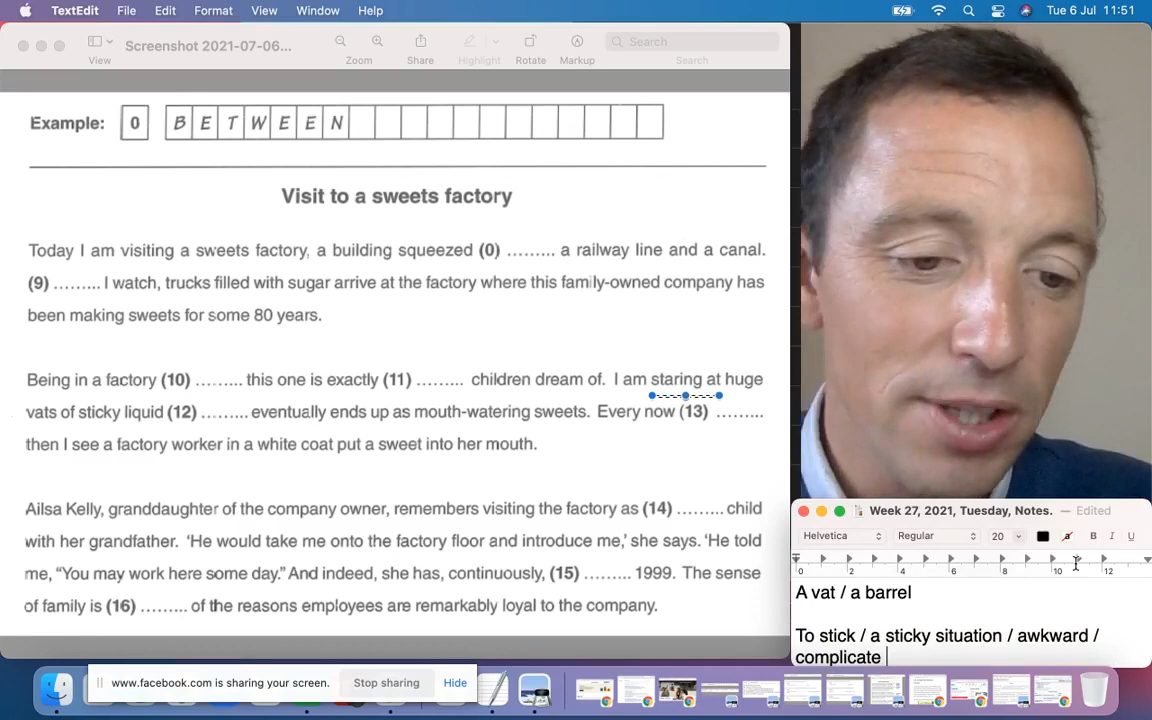 TextEdit File Edit Format View Window Help Tue 6 Jul 11:51
Screenshot 2021-07-06... Search
View Zoom Share Highlight Rotate Markup Search
Example: 0 BETWEEN
Visit to a sweets factory
Today I am visiting a sweets factory, a building squeezed (0) ......... a railway line and a canal.
(9) ......... I watch, trucks filled with sugar arrive at the factory where this family-owned company has
been making sweets for some 80 years.
Being in a factory (10) ......... this one is exactly (11) ......... children dream of. I am staring at huge
vats of sticky liquid (12) ......... eventually ends up as mouth-watering sweets. Every now (13) .........
then I see a factory worker in a white coat put a sweet into her mouth.
Ailsa Kelly, granddaughter of the company owner, remembers visiting the factory as (14) ......... child
with her grandfather. 'He would take me onto the factory floor and introduce me,' she says. 'He told
me, "You may work here some day." And indeed, she has, continuously, (15) ......... 1999. The sense
of family is (16) ......... of the reasons employees are remarkably loyal to the company.
Week 27, 2021, Tuesday, Notes. — Edited
Helvetica Regular 20 a B I U
0 2 4 6 8 10 12
A vat / a barrel
To stick / a sticky situation / awkward /
complicate
www.facebook.com is sharing your screen. Stop sharing Hide